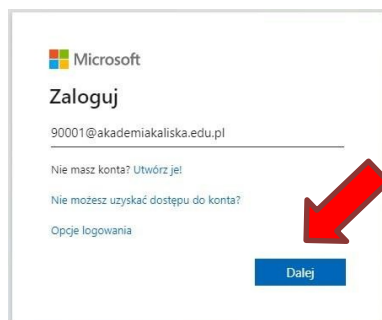 Microsoft
Zaloguj
90001@akademiakaliska.edu.pl
Nie masz konta? Utwórz je!
Nie możesz uzyskać dostępu do konta?
Opcje logowania
Dalej